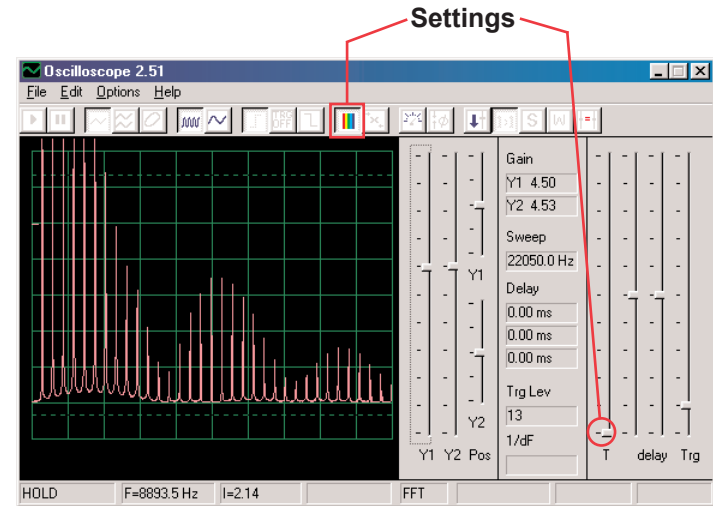 Settings
Oscilloscope 2.51
File Edit Options Help
TRG OFF
Gain
Y1 4.50
Y2 4.53
Sweep
22050.0 Hz
Y1
Delay
0.00 ms
0.00 ms
0.00 ms
Trg Lev
13
Y2
1/dF
Y1 Y2 Pos
T delay Trg
HOLD F=8893.5 Hz I=2.14 FFT